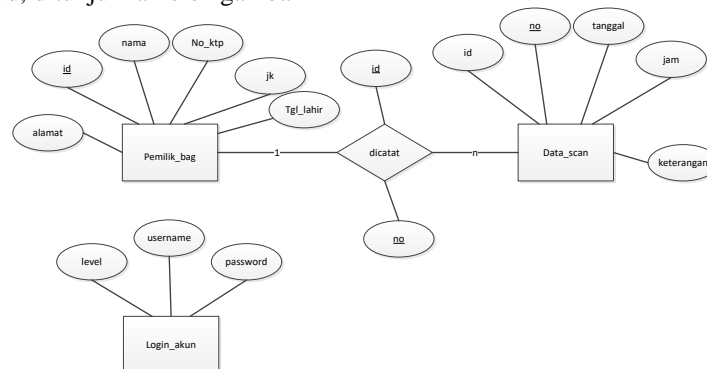 nama
No_ktp
id
jk
Tgl_lahir
alamat
Pemilik_bag
1
id
dicatat
no
n
id
no
tanggal
jam
Data_scan
keterangan
level
username
password
Login_akun